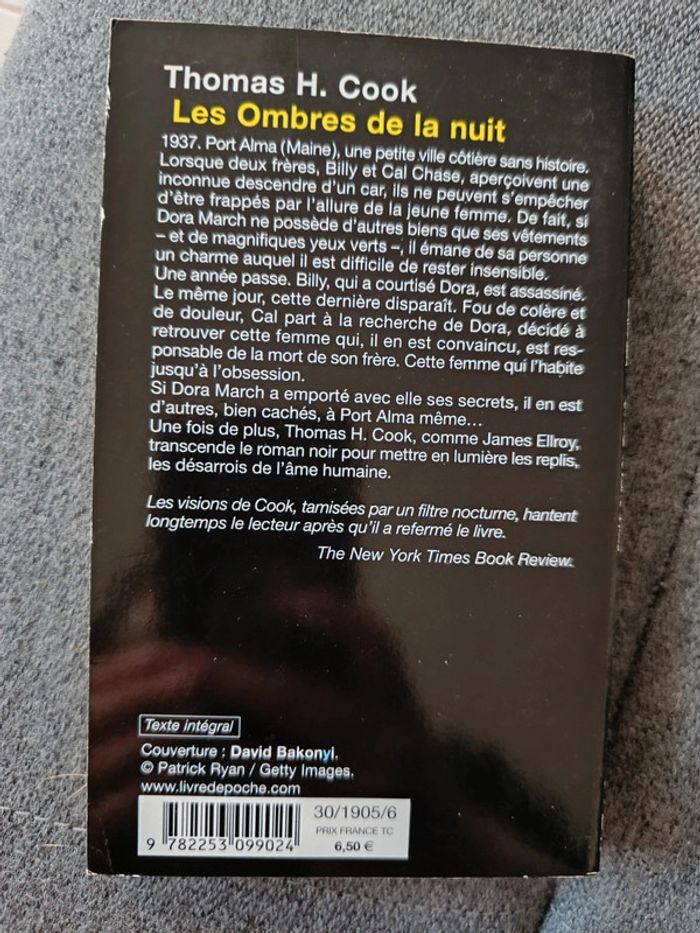 Thomas H. Cook
Les Ombres de la nuit
1937. Port Alma (Maine), une petite ville côtière sans histoire.
Lorsque deux frères, Billy et Cal Chase, aperçoivent une
inconnue descendre d'un car, ils ne peuvent s'empêcher
d'être frappés par l'allure de la jeune femme. De fait, si
Dora March ne possède d'autres biens que ses vêtements
– et de magnifiques yeux verts –, il émane de sa personne
un charme auquel il est difficile de rester insensible.
Une année passe. Billy, qui a courtisé Dora, est assassiné.
Le même jour, cette dernière disparaît. Fou de colère et
de douleur, Cal part à la recherche de Dora, décidé à
retrouver cette femme qui, il en est convaincu, est res-
ponsable de la mort de son frère. Cette femme qui l'habite
jusqu'à l'obsession.
Si Dora March a emporté avec elle ses secrets, il en est
d'autres, bien cachés, à Port Alma même...
Une fois de plus, Thomas H. Cook, comme James Ellroy,
transcende le roman noir pour mettre en lumière les replis,
les désarrois de l'âme humaine.
Les visions de Cook, tamisées par un filtre nocturne, hantent
longtemps le lecteur après qu'il a refermé le livre.
The New York Times Book Review.
Texte intégral
Couverture : David Bakonyi.
© Patrick Ryan / Getty Images.
www.livredepoche.com
30/1905/6
PRIX FRANCE TC
6,50 €
9 782253 099024